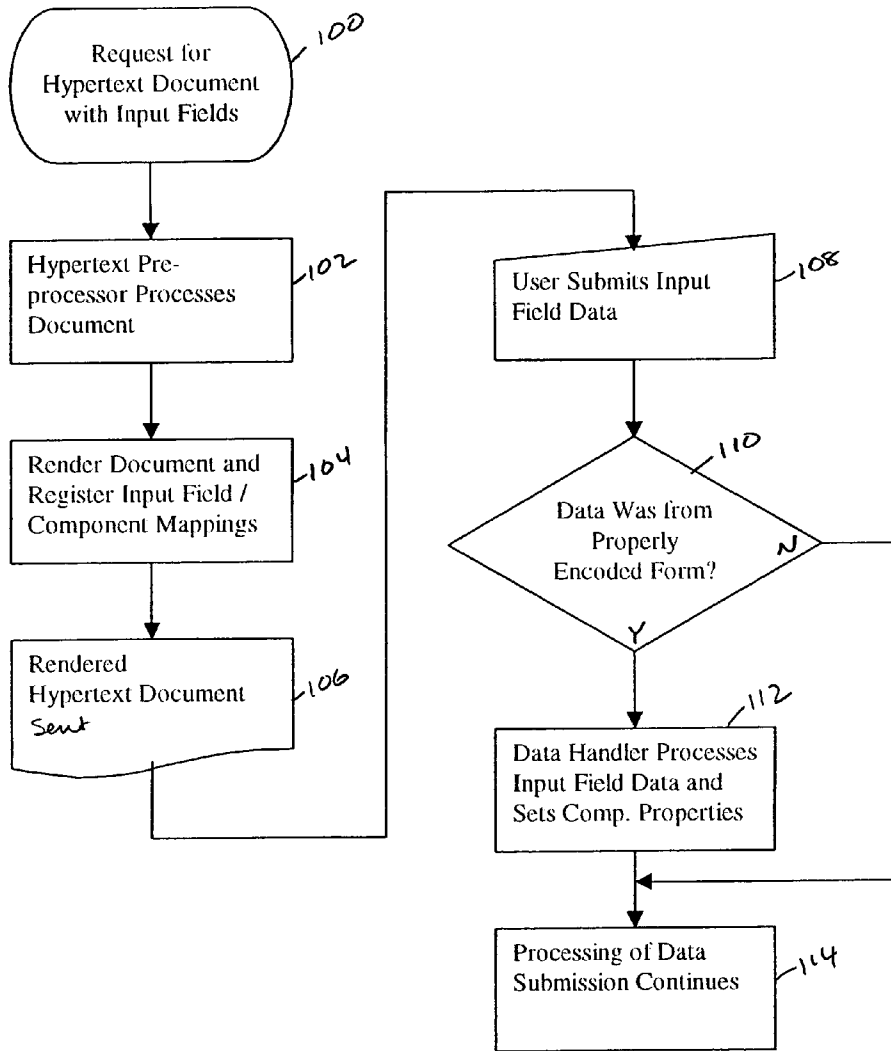 Request for
Hypertext Document
with Input Fields
100
Hypertext Pre-
processor Processes
Document
102
Render Document and
Register Input Field /
Component Mappings
104
Rendered
Hypertext Document
Sent
106
User Submits Input
Field Data
108
Data Was from
Properly
Encoded Form?
110
N
Y
Data Handler Processes
Input Field Data and
Sets Comp. Properties
112
Processing of Data
Submission Continues
114